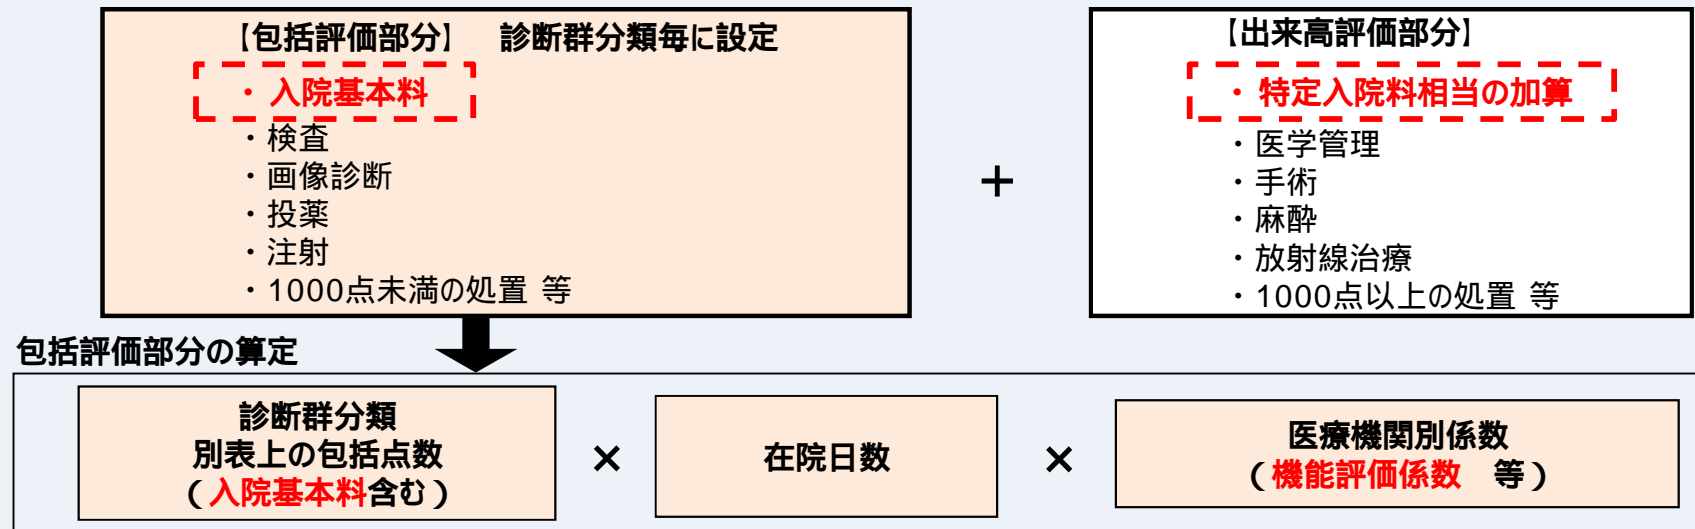 【包括評価部分】　診断群分類毎に設定
・入院基本料
・検査
・画像診断
・投薬
・注射
・1000点未満の処置 等
＋
【出来高評価部分】
・特定入院料相当の加算
・医学管理
・手術
・麻酔
・放射線治療
・1000点以上の処置 等
包括評価部分の算定
診断群分類
別表上の包括点数
（入院基本料含む）
×
在院日数
×
医療機関別係数
（機能評価係数　等）